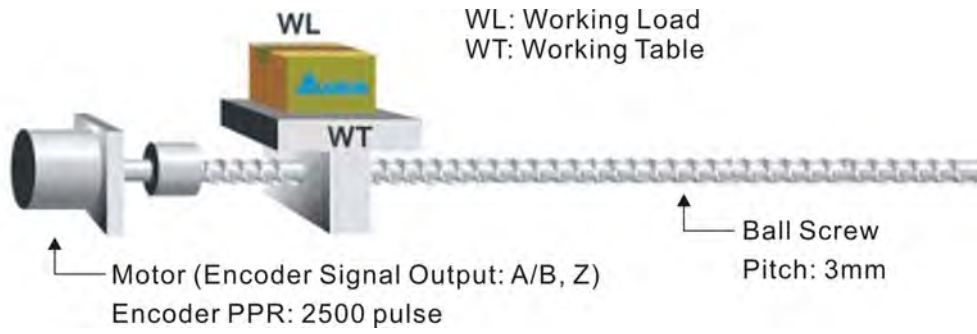 WL
WL: Working Load
WT: Working Table
WT
Ball Screw
Pitch: 3mm
Motor (Encoder Signal Output: A/B, Z)
Encoder PPR: 2500 pulse